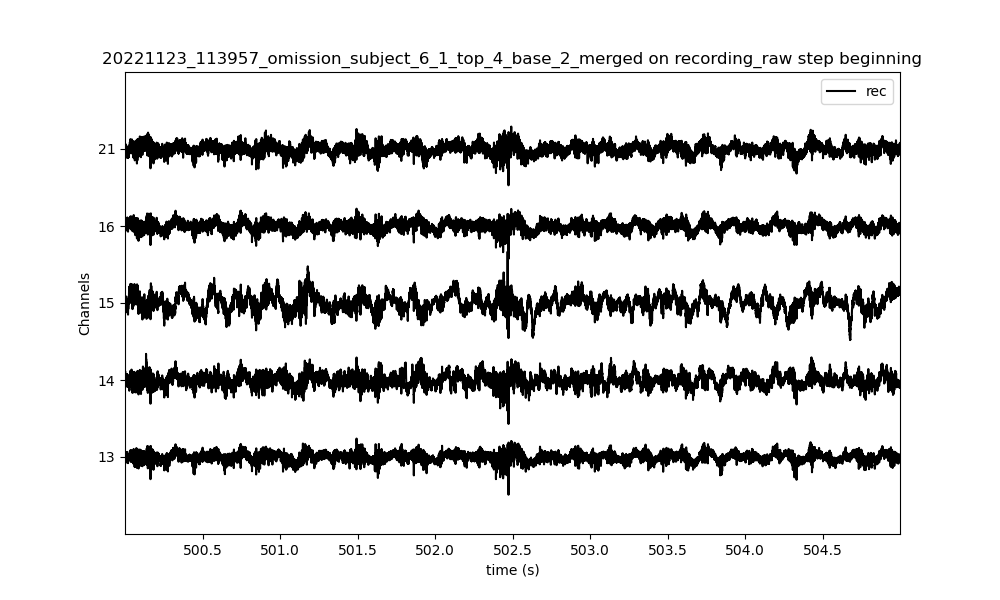 20221123_113957_omission_subject_6_1_top_4_base_2_merged on recording_raw step beginning
rec
21
16
15
14
13
Channels
500.5 501.0 501.5 502.0 502.5 503.0 503.5 504.0 504.5
time (s)